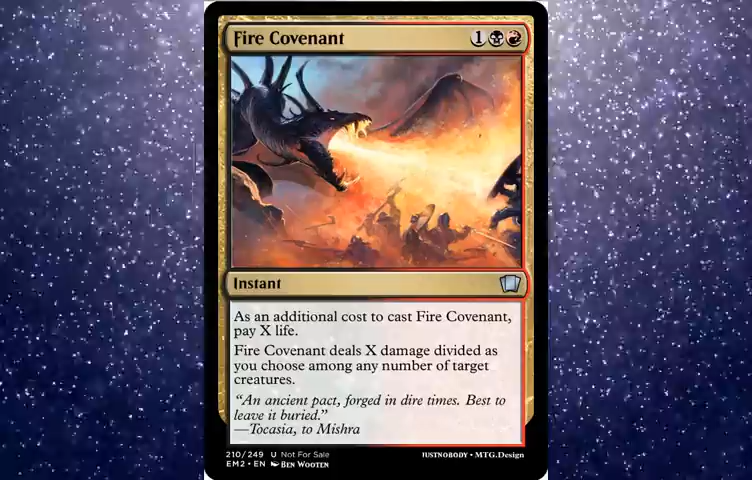 Fire Covenant 1
Instant
As an additional cost to cast Fire Covenant,
pay X life.
Fire Covenant deals X damage divided as
you choose among any number of target
creatures.
“An ancient pact, forged in dire times. Best to
leave it buried.”
—Tocasia, to Mishra
210/249 U Not For Sale
EM2 • EN BEN WOOTEN
JUSTNOBODY • MTG.Design